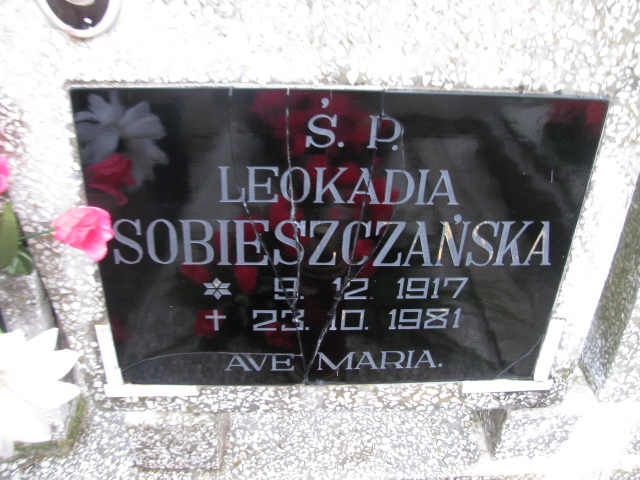 Ś. P.
LEOKADIA
SOBIESZCZAŃSKA
* 9. 12. 1917
† 23. 10. 1981
AVE MARIA.